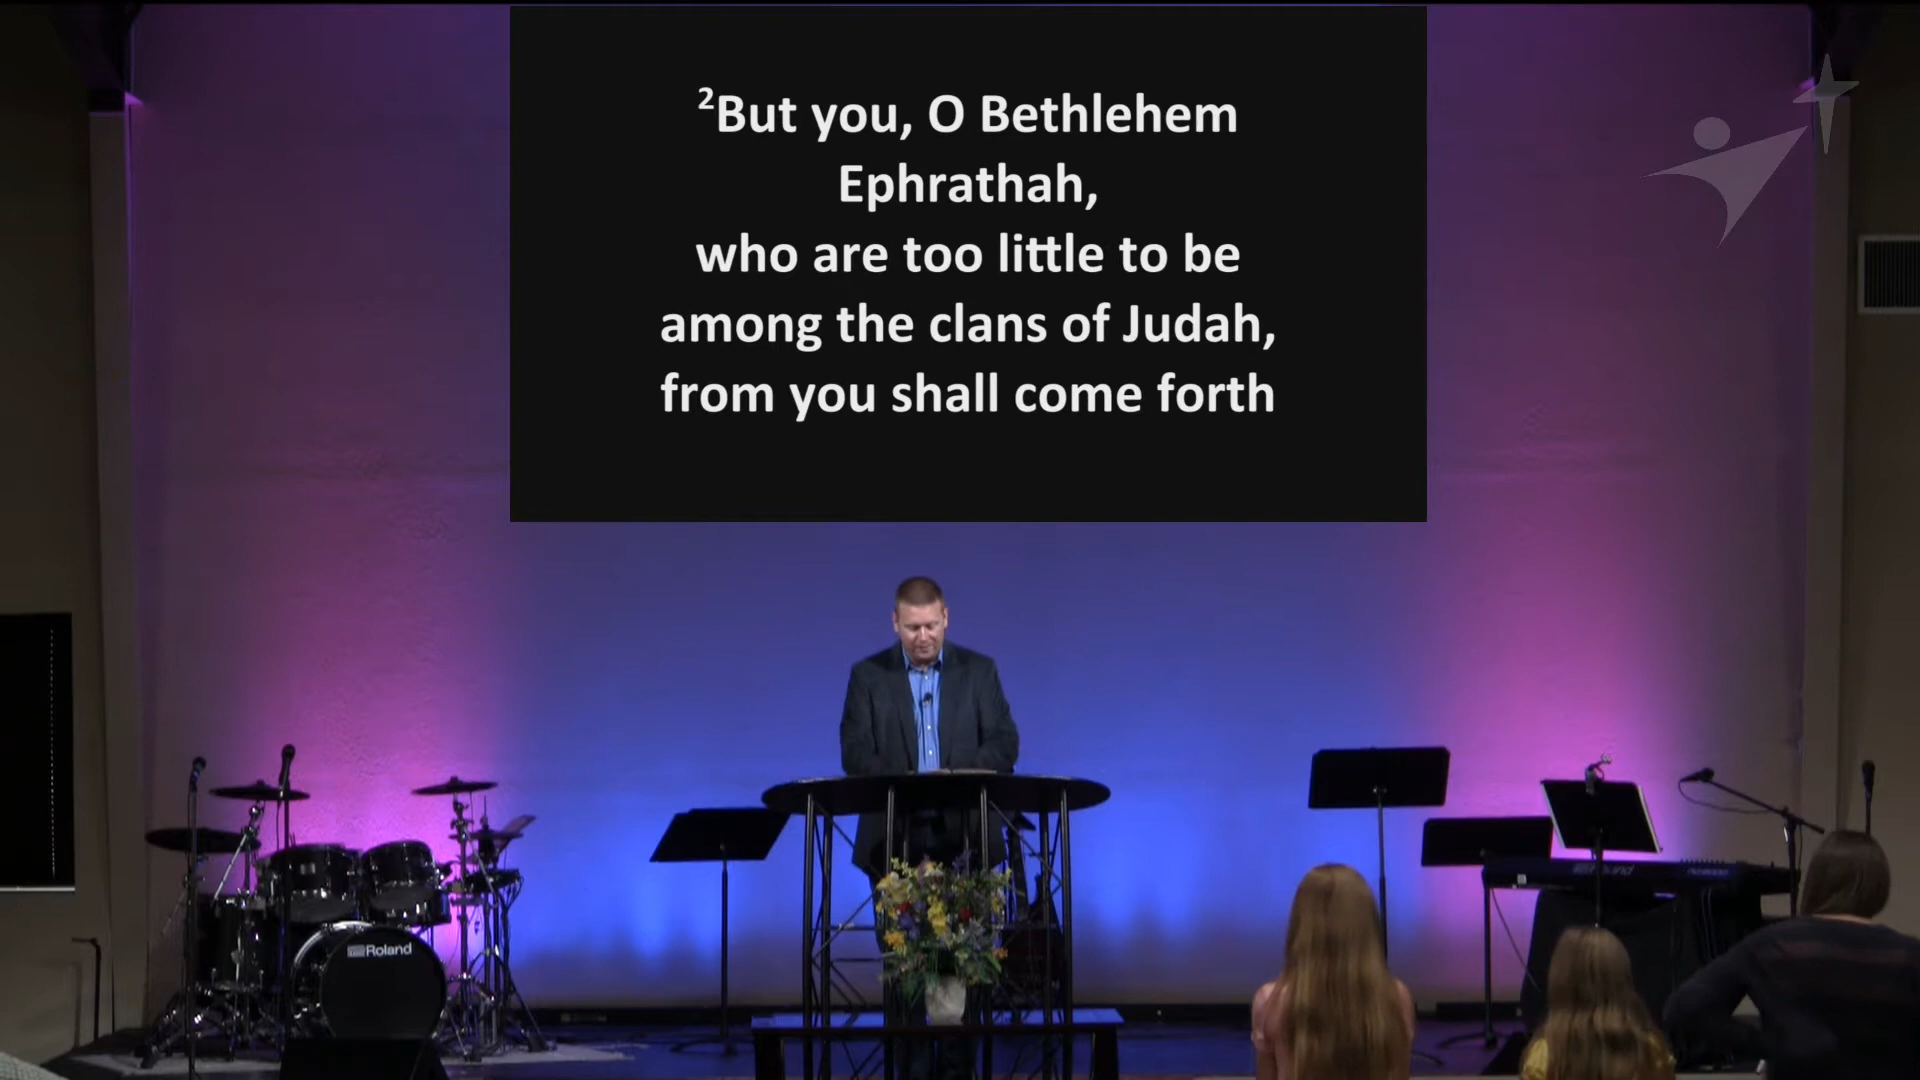 ²But you, O Bethlehem
Ephrathah,
who are too little to be
among the clans of Judah,
from you shall come forth
Roland